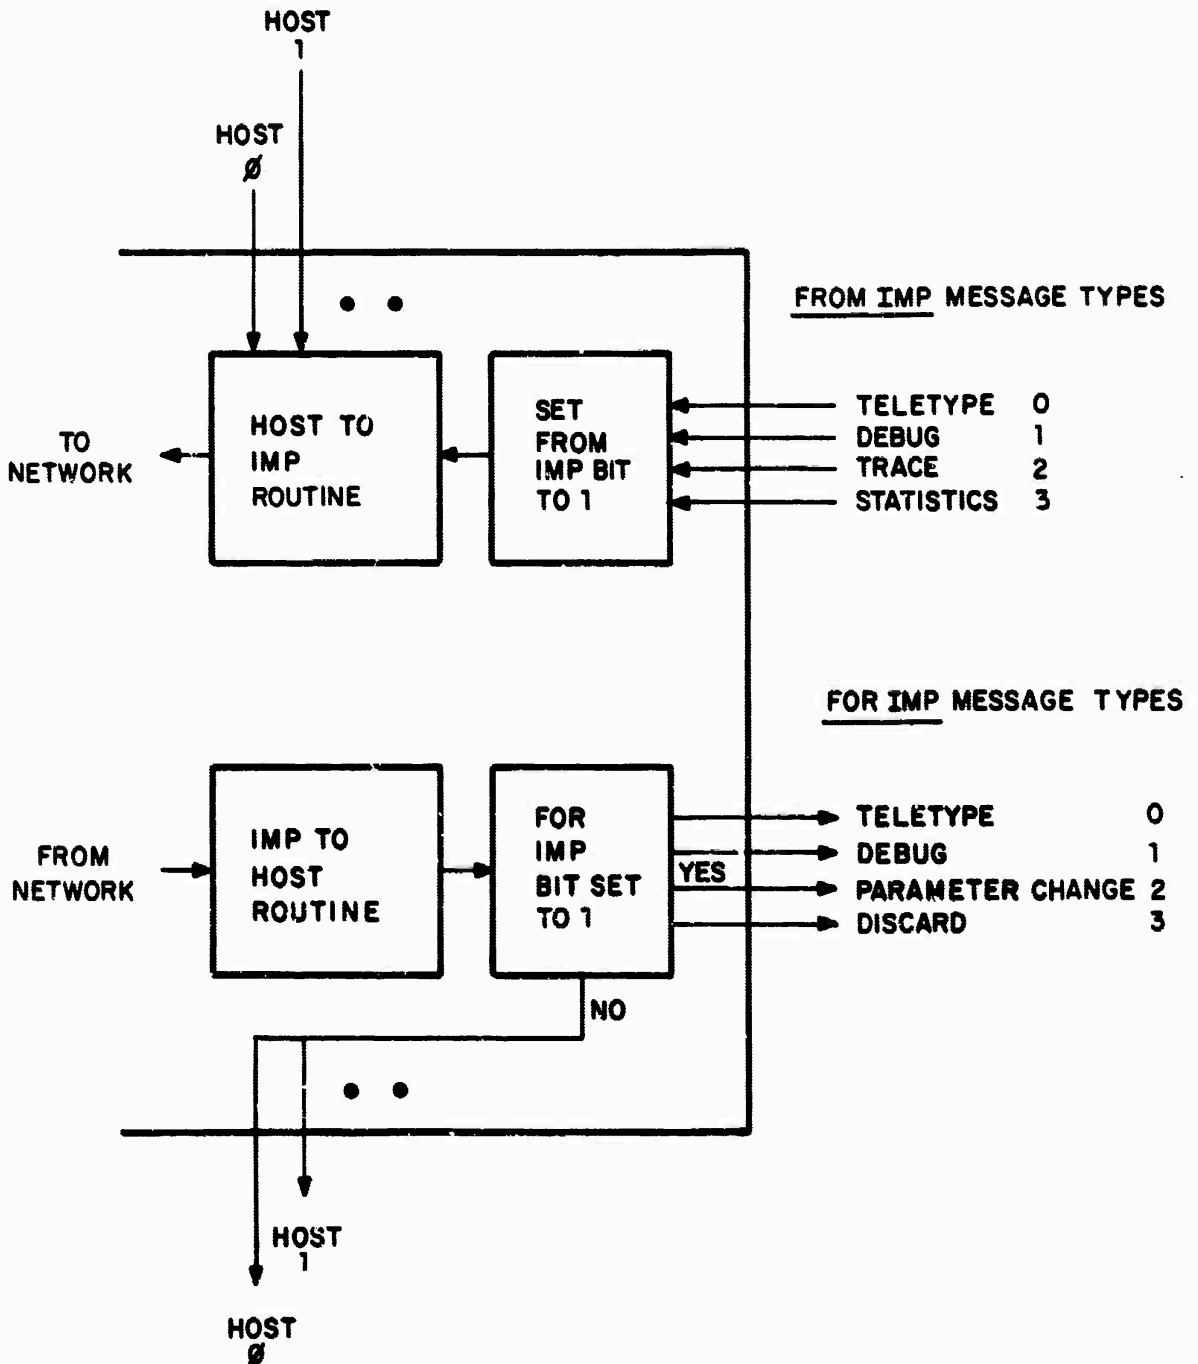 HOST
1
HOST
Ø
FROM IMP MESSAGE TYPES
HOST TO
IMP
ROUTINE
SET
FROM
IMP BIT
TO 1
TO
NETWORK
TELETYPE 0
DEBUG 1
TRACE 2
STATISTICS 3
FOR IMP MESSAGE TYPES
FROM
NETWORK
IMP TO
HOST
ROUTINE
FOR
IMP
BIT SET
TO 1
YES
TELETYPE 0
DEBUG 1
PARAMETER CHANGE 2
DISCARD 3
NO
HOST
1
HOST
Ø